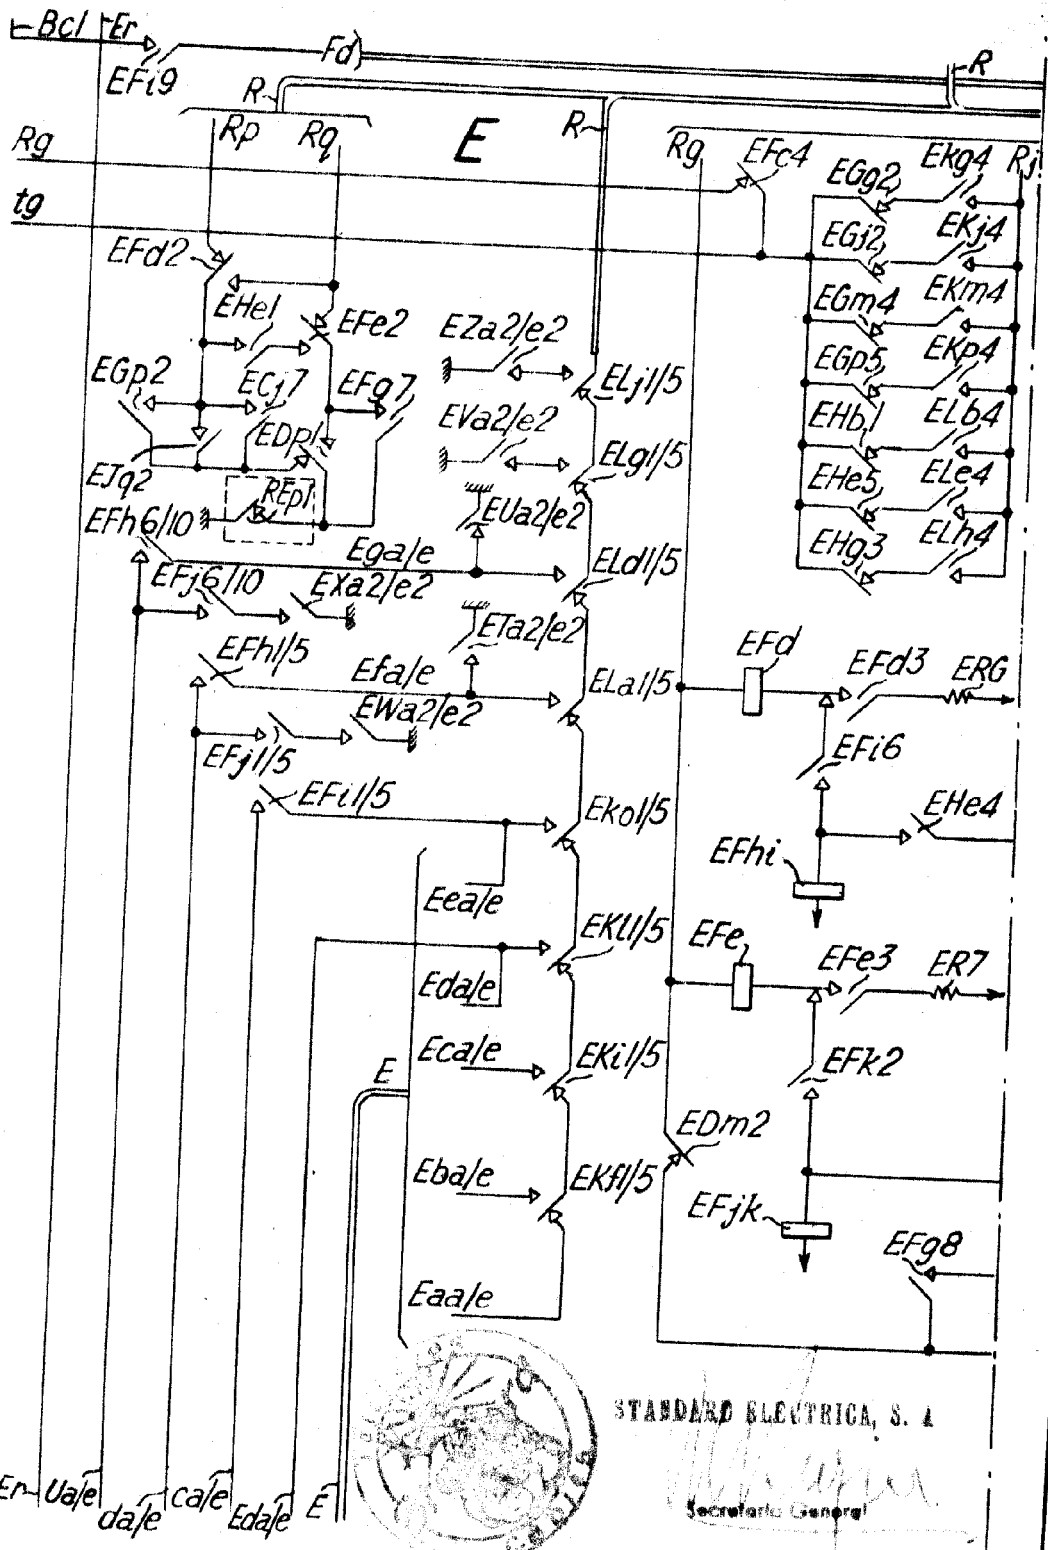 Bcl Er
EFi9
Fd
R
R
Rp Rq
E
R
Rg
EFc4
Rj
Rg
tg
EGg2 EKg4
EGj2 EKj4
EGm4 EKm4
EGp5 EKp4
EHb1 ELb4
EHe5 ELe4
EHg3 ELh4
EFd2
EHe1
EFe2
EGp2
ECj7
EFg7
EDp1
EJq2
REp1
EZa2/e2
ELj1/5
EVa2/e2
ELg1/5
EUa2/e2
EFh6/10
Ega/e
ELd1/5
EFj6/10
EXa2/e2
ETa2/e2
EFh1/5
Efa/e
ELa1/5
EWa2/e2
EFj1/5
EFi1/5
Eko1/5
EFd
EFd3
ERG
EFi6
EHe4
EFhi
Eea/e
EKl1/5
Eda/e
EFe
EFe3
ER7
Eca/e
EKi1/5
E
EFk2
EDm2
Eba/e
EKf1/5
EFjk
EFg8
Eaa/e
STANDARD ELECTRICA, S. A
Secretario General
Er Ua/e da/e ca/e Eda/e E